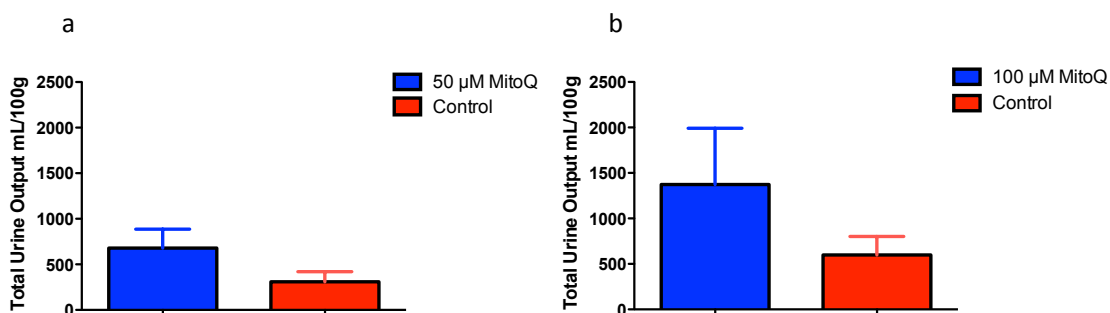 a
Total Urine Output mL/100g
2500
2000
1500
1000
500
0
50 µM MitoQ
Control
b
Total Urine Output mL/100g
2500
2000
1500
1000
500
0
100 µM MitoQ
Control